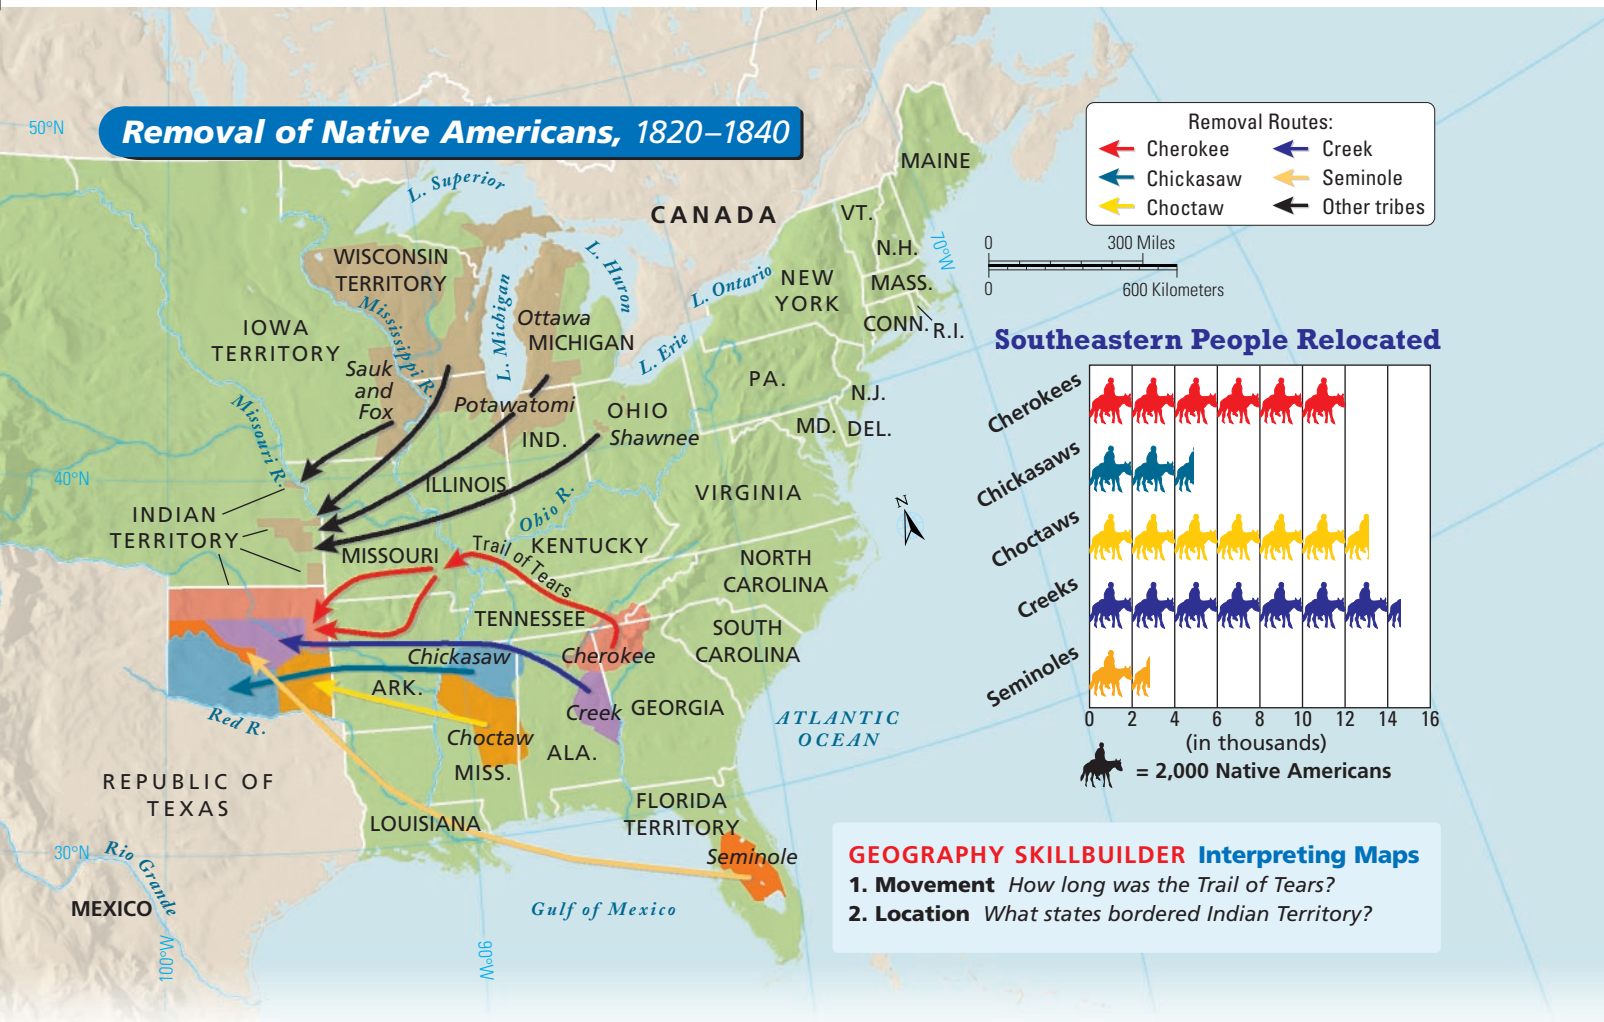 Removal of Native Americans, 1820–1840
50°N
Removal Routes:
Cherokee
Creek
Chickasaw
Seminole
Choctaw
Other tribes
0
300 Miles
0
600 Kilometers
70°W
MAINE
VT.
N.H.
MASS.
CONN.
R.I.
NEW
YORK
PA.
N.J.
MD.
DEL.
CANADA
L. Superior
L. Michigan
L. Huron
L. Ontario
L. Erie
WISCONSIN
TERRITORY
Mississippi R.
IOWA
TERRITORY
Sauk
and
Fox
Ottawa
MICHIGAN
Potawatomi
OHIO
Shawnee
IND.
ILLINOIS
Missouri R.
40°N
Ohio R.
VIRGINIA
N
INDIAN
TERRITORY
MISSOURI
Trail of Tears
KENTUCKY
NORTH
CAROLINA
TENNESSEE
SOUTH
CAROLINA
Chickasaw
Cherokee
ARK.
Creek
GEORGIA
Choctaw
ALA.
MISS.
Red R.
REPUBLIC OF
TEXAS
LOUISIANA
FLORIDA
TERRITORY
Seminole
ATLANTIC
OCEAN
30°N
Rio Grande
MEXICO
Gulf of Mexico
100°W
90°W
Southeastern People Relocated
Cherokees
Chickasaws
Choctaws
Creeks
Seminoles
0 2 4 6 8 10 12 14 16
(in thousands)
= 2,000 Native Americans
GEOGRAPHY SKILLBUILDER Interpreting Maps
1. Movement How long was the Trail of Tears?
2. Location What states bordered Indian Territory?